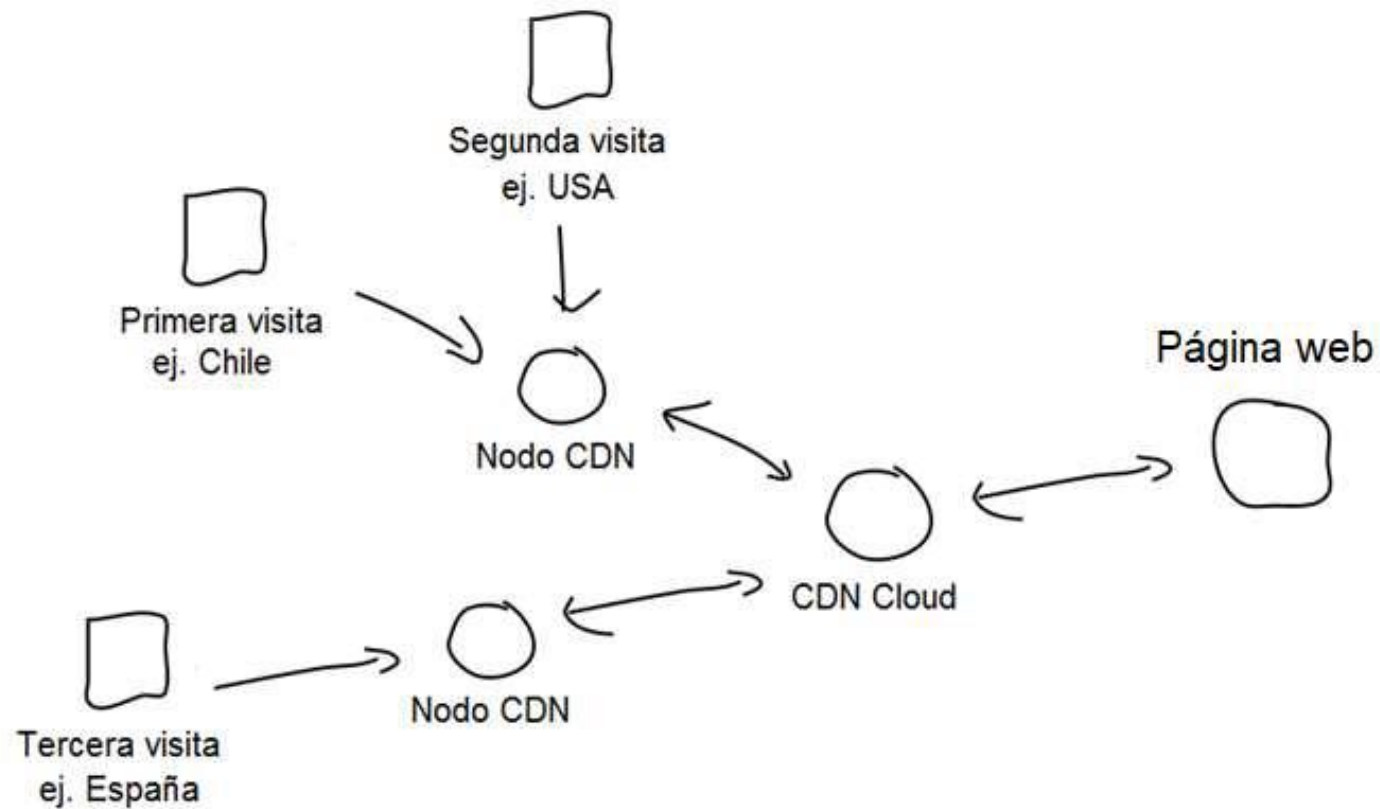 Segunda visita
ej. USA
Primera visita
ej. Chile
Página web
Nodo CDN
CDN Cloud
Nodo CDN
Tercera visita
ej. España